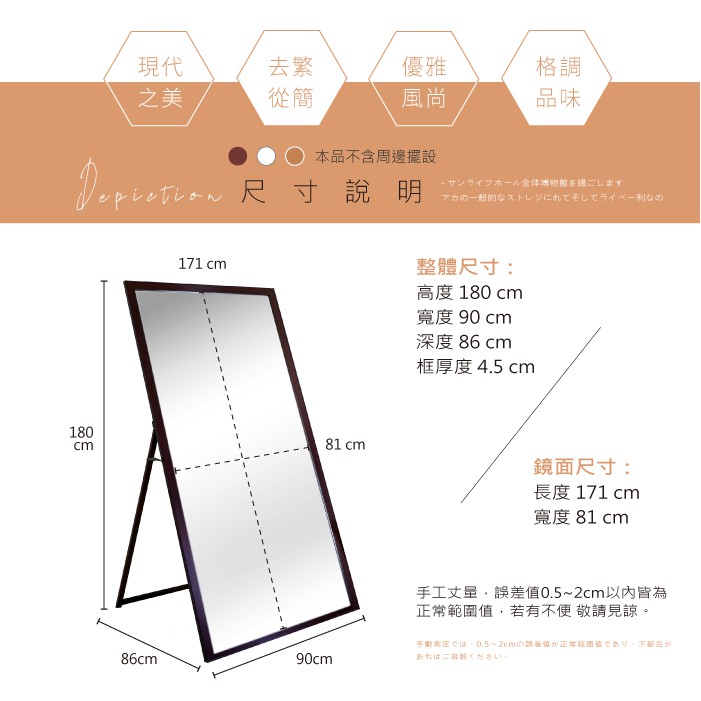 現代
之美
去繁
從簡
優雅
風尚
格調
品味
本品不含周邊擺設
Depiction 尺寸說明
- サンライフホール全体博物館を過ごします
アカの一般的なストレジにれてそしてライベー利なの
171 cm
180
cm
81 cm
86cm
90cm
整體尺寸：
高度 180 cm
寬度 90 cm
深度 86 cm
框厚度 4.5 cm
鏡面尺寸：
長度 171 cm
寬度 81 cm
手工丈量，誤差值0.5~2cm以內皆為
正常範圍值，若有不便 敬請見諒。
手動測定では、0.5~2cmの誤差値が正常範囲値であり、不都合が
あればご容赦ください。